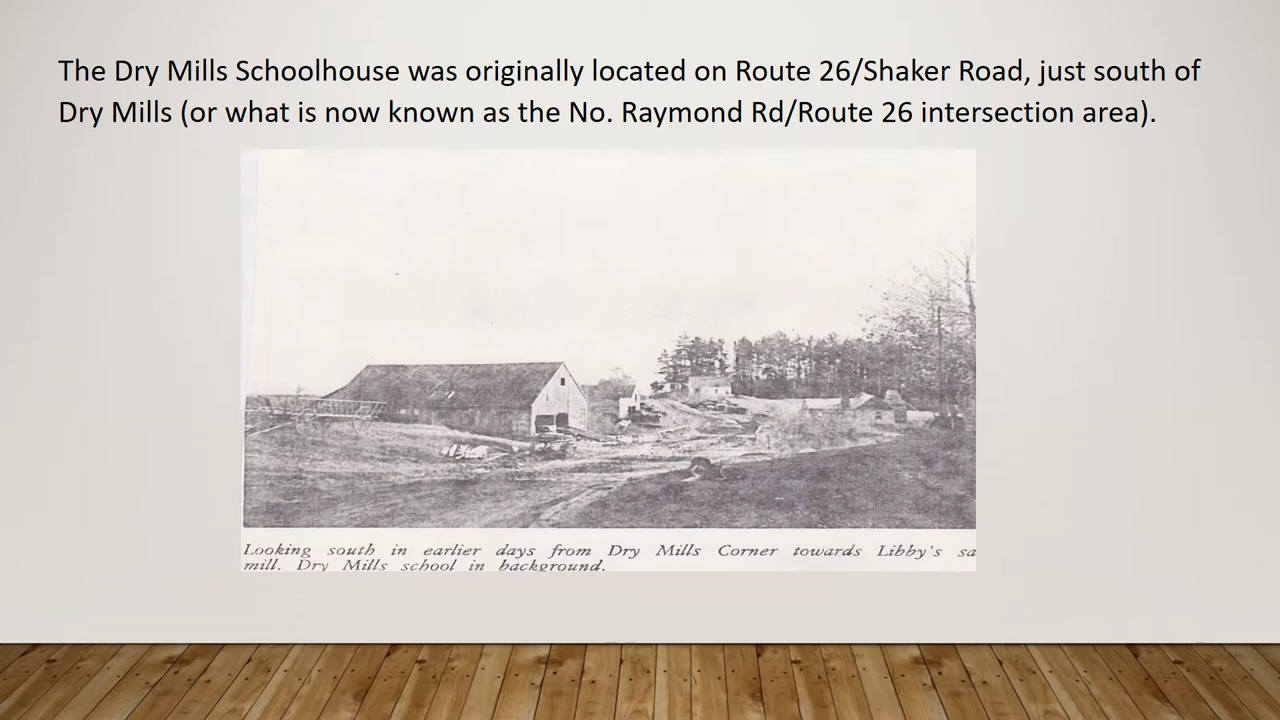 The Dry Mills Schoolhouse was originally located on Route 26/Shaker Road, just south of
Dry Mills (or what is now known as the No. Raymond Rd/Route 26 intersection area).
Looking south in earlier days from Dry Mills Corner towards Libby's sa
mill. Dry Mills school in background.